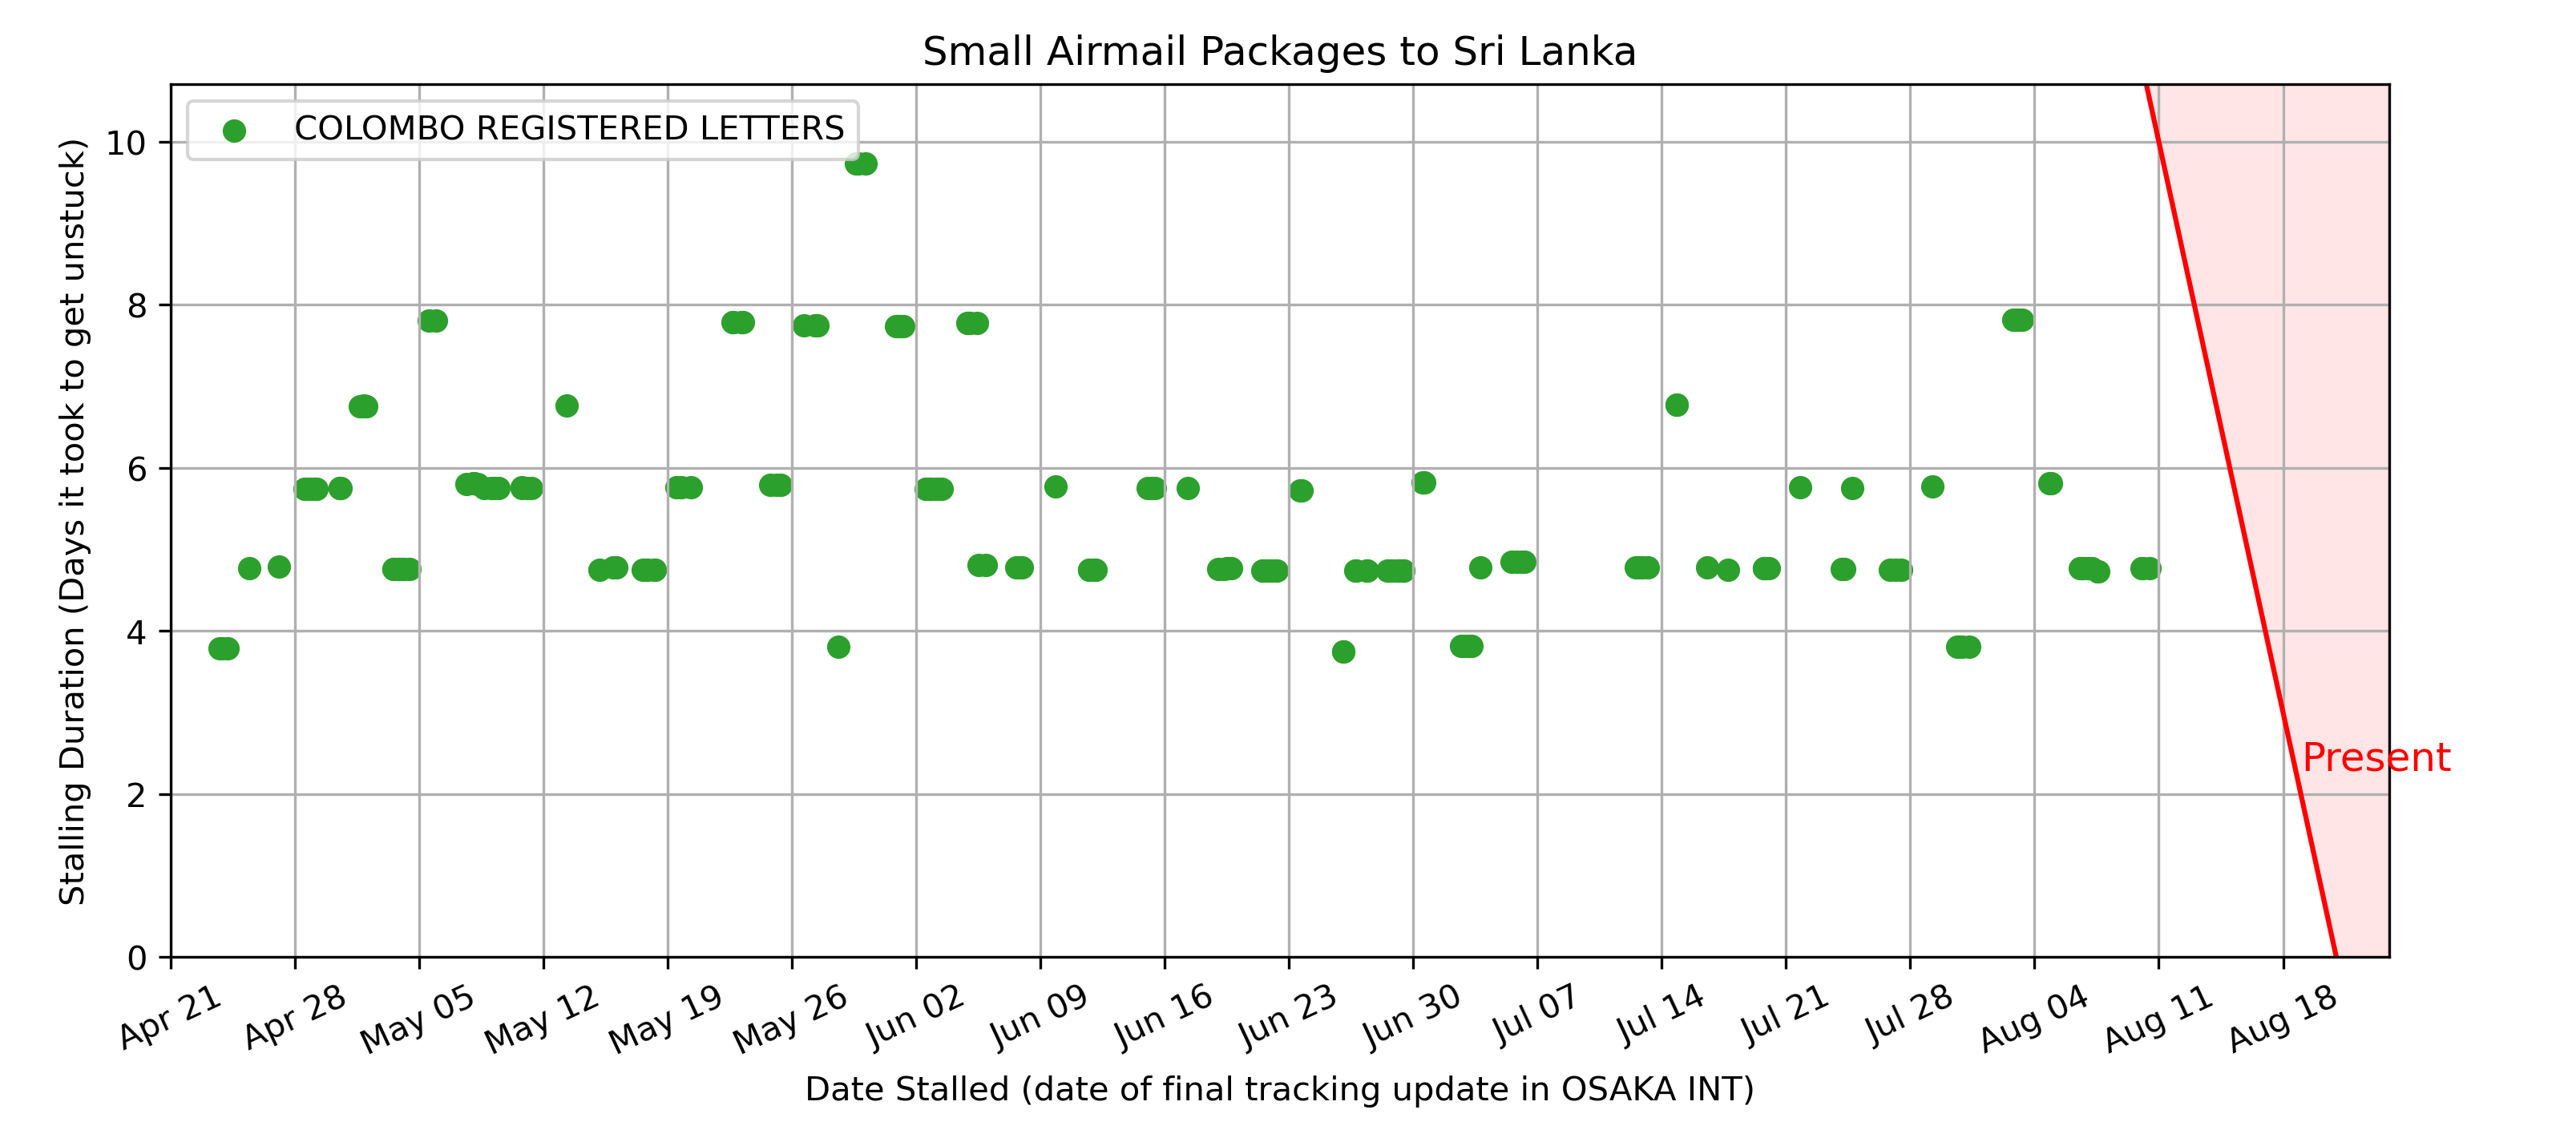 Small Airmail Packages to Sri Lanka
COLOMBO REGISTERED LETTERS
Stalling Duration (Days it took to get unstuck)
10
8
6
4
2
0
Present
Apr 21
Apr 28
May 05
May 12
May 19
May 26
Jun 02
Jun 09
Jun 16
Jun 23
Jun 30
Jul 07
Jul 14
Jul 21
Jul 28
Aug 04
Aug 11
Aug 18
Date Stalled (date of final tracking update in OSAKA INT)